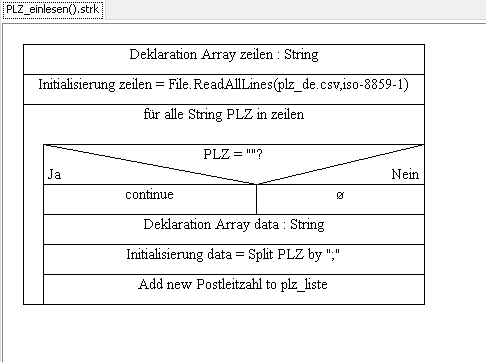 PLZ_einlesen().strk
Deklaration Array zeilen : String
Initialisierung zeilen = File.ReadAllLines(plz_de.csv,iso-8859-1)
für alle String PLZ in zeilen
PLZ = ""?
Ja Nein
continue ø
Deklaration Array data : String
Initialisierung data = Split PLZ by ";"
Add new Postleitzahl to plz_liste